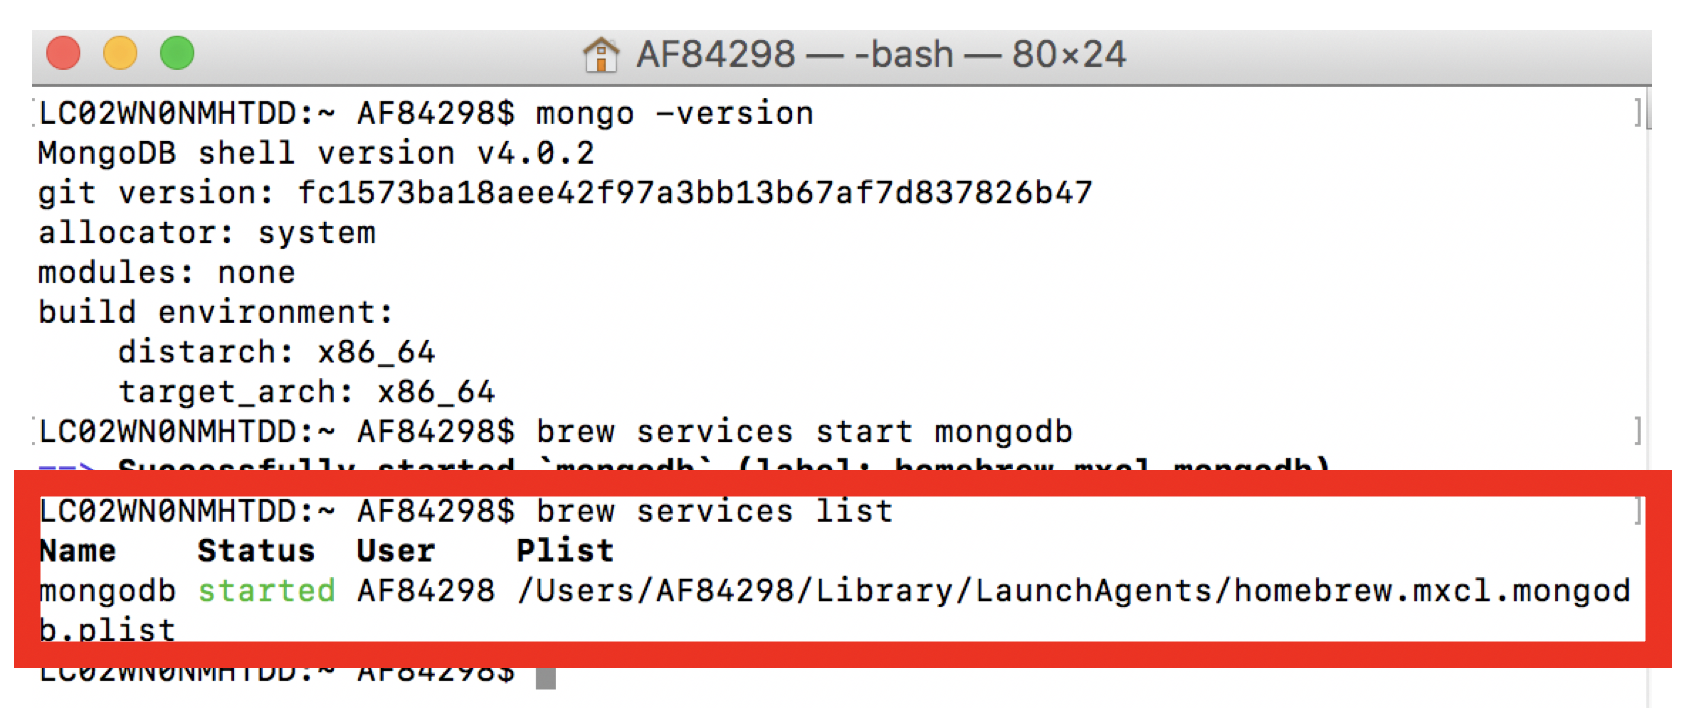 AF84298 — -bash — 80×24
LC02WN0NMHTDD:~ AF84298$ mongo –version
MongoDB shell version v4.0.2
git version: fc1573ba18aee42f97a3bb13b67af7d837826b47
allocator: system
modules: none
build environment:
    distarch: x86_64
    target_arch: x86_64
LC02WN0NMHTDD:~ AF84298$ brew services start mongodb
==> Successfully started `mongodb` (label: homebrew.mxcl.mongodb)
LC02WN0NMHTDD:~ AF84298$ brew services list
Name    Status  User    Plist
mongodb started AF84298 /Users/AF84298/Library/LaunchAgents/homebrew.mxcl.mongod
b.plist
LC02WN0NMHTDD:~ AF84298$